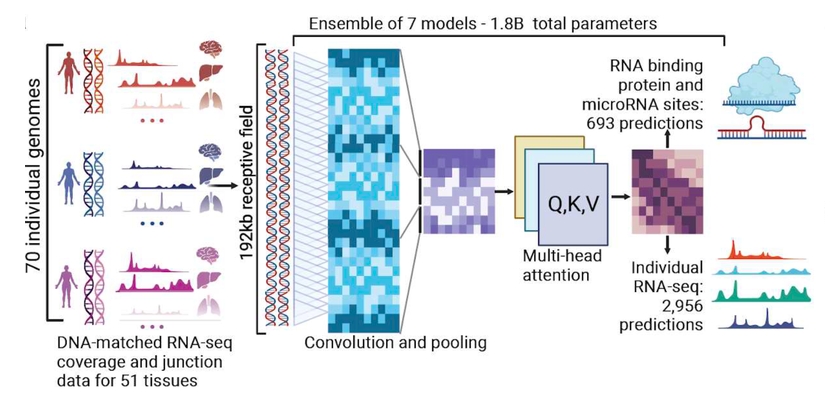 Ensemble of 7 models - 1.8B total parameters
70 individual genomes
DNA-matched RNA-seq
coverage and junction
data for 51 tissues
192kb receptive field
Convolution and pooling
Q,K,V
Multi-head
attention
RNA binding
protein and
microRNA sites:
693 predictions
Individual
RNA-seq:
2,956
predictions